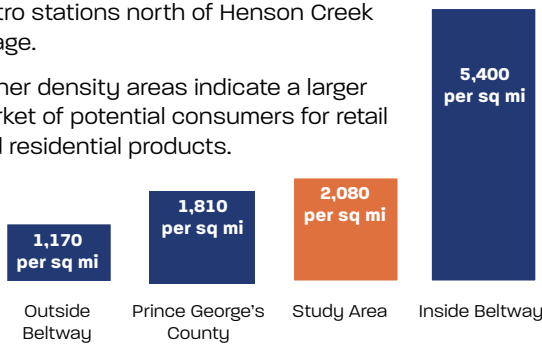 tro stations north of Henson Creek
age.
ner density areas indicate a larger
rket of potential consumers for retail
d residential products.
5,400
per sq mi
2,080
per sq mi
1,810
per sq mi
1,170
per sq mi
Outside
Beltway
Prince George's
County
Study Area
Inside Beltway